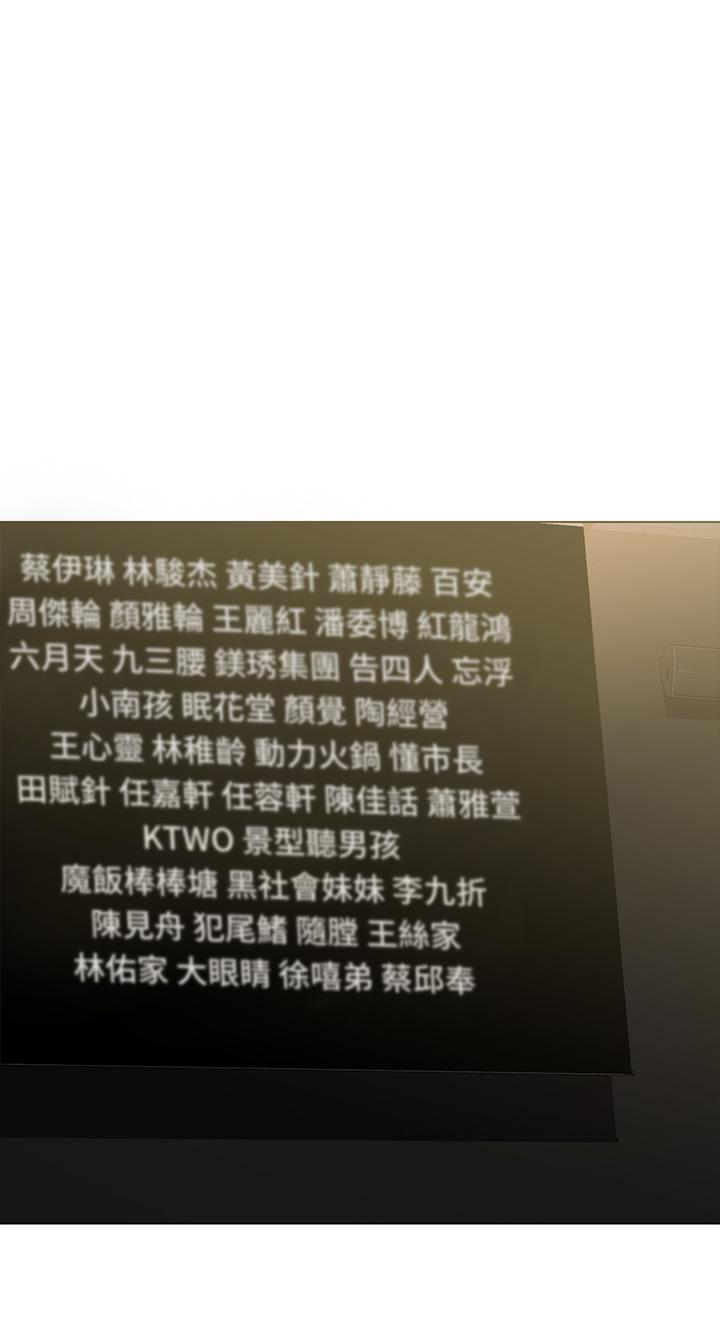 蔡伊琳 林駿杰 黃美針 蕭靜藤 百安
周傑輪 顏雅輪 王麗紅 潘委博 紅龍鴻
六月天 九三腰 鎂琇集團 告四人 忘浮
小南孩 眠花堂 顏覺 陶經營
王心靈 林稚齡 動力火鍋 懂市長
田賦針 任嘉軒 任蓉軒 陳佳話 蕭雅萱
KTWO 景型聽男孩
魔飯棒棒塘 黑社會妹妹 李九折
陳見舟 犯尾鰭 隨膛 王絲家
林佑家 大眼睛 徐嘻弟 蔡邱奉